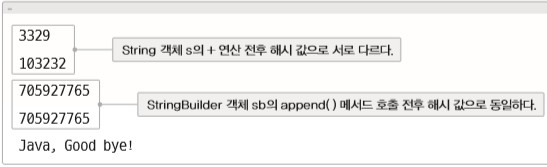 3329
String 객체 s의 + 연산 전후 해시 값으로 서로 다르다.
103232
705927765
StringBuilder 객체 sb의 append( ) 메서드 호출 전후 해시 값으로 동일하다.
705927765
Java, Good bye!